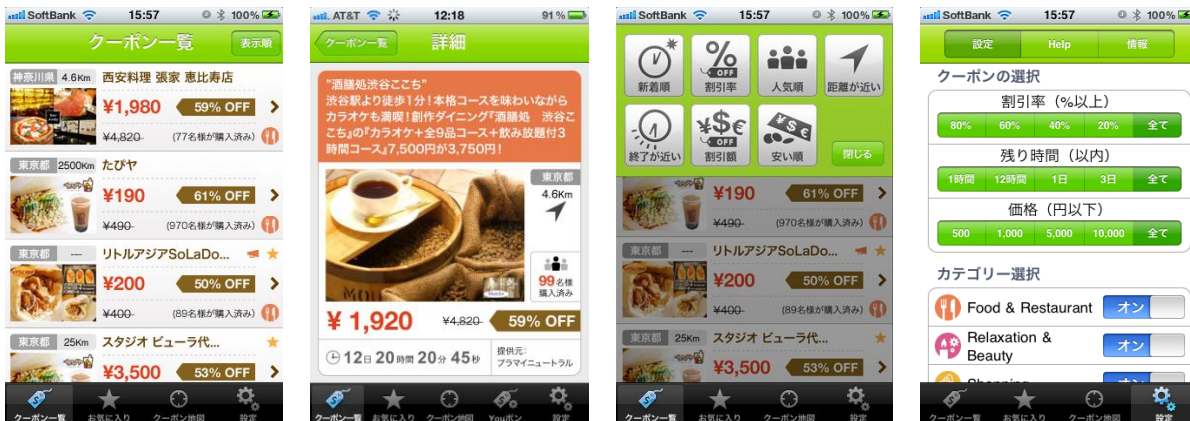 SoftBank 15:57 100%
クーポン一覧 表示順
神奈川県 4.6Km 西安料理 張家 恵比寿店
¥1,980 59% OFF
¥4,820 (77名様が購入済み)
東京都 2500Km たぴヤ
¥190 61% OFF
¥490 (970名様が購入済み)
東京都 --- リトルアジアSoLaDo...
¥200 50% OFF
¥400 (89名様が購入済み)
東京都 25Km スタジオ ビューラ代...
¥3,500 53% OFF
クーポン一覧 お気に入り クーポン地図 設定
AT&T 12:18 91%
クーポン一覧 詳細
"酒膳処渋谷ここち"
渋谷駅より徒歩1分!本格コースを味わいながら
カラオケも満喫!創作ダイニング『酒膳処 渋谷こ
こち』の『カラオケ+全9品コース+飲み放題付3
時間コース』7,500円が3,750円!
東京都
4.6Km
99名様
購入済み
¥ 1,920 ¥4,820 59% OFF
12日 20時間 20分 45秒
提供元:
プラマイニュートラル
クーポン一覧 お気に入り クーポン地図 Youポン 設定
SoftBank 15:57 100%
新着順
% OFF 割引率
人気順
距離が近い
終了が近い
¥$€ OFF 割引額
¥$€ 安い順
閉じる
¥190 61% OFF
¥490 (970名様が購入済み)
東京都 --- リトルアジアSoLaDo...
¥200 50% OFF
¥400 (89名様が購入済み)
東京都 25Km スタジオ ビューラ代...
¥3,500 53% OFF
クーポン一覧 お気に入り クーポン地図 設定
SoftBank 15:57 100%
設定 Help 情報
クーポンの選択
割引率(%以上)
80% 60% 40% 20% 全て
残り時間(以内)
1時間 12時間 1日 3日 全て
価格(円以下)
500 1,000 5,000 10,000 全て
カテゴリー選択
Food & Restaurant オン
Relaxation &
Beauty オン
Shopping オン
クーポン一覧 お気に入り クーポン地図 設定